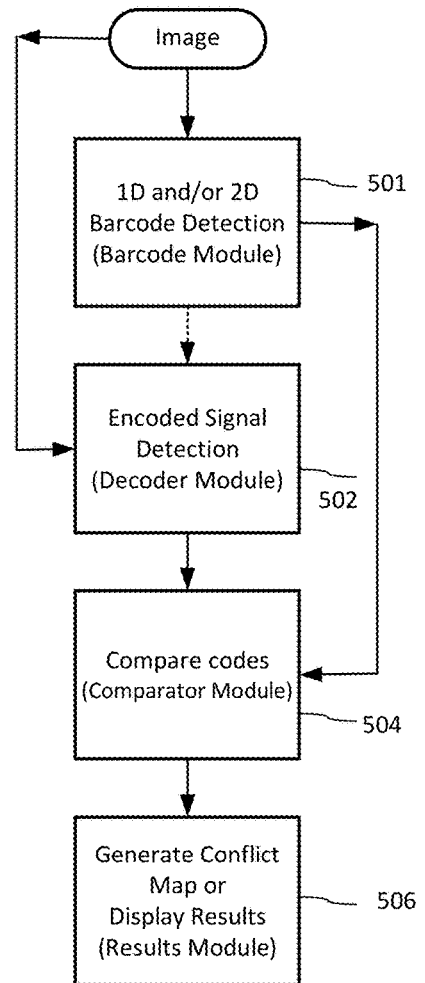 Image
1D and/or 2D
Barcode Detection
(Barcode Module)
501
Encoded Signal
Detection
(Decoder Module)
502
Compare codes
(Comparator Module)
504
Generate Conflict
Map or
Display Results
(Results Module)
506